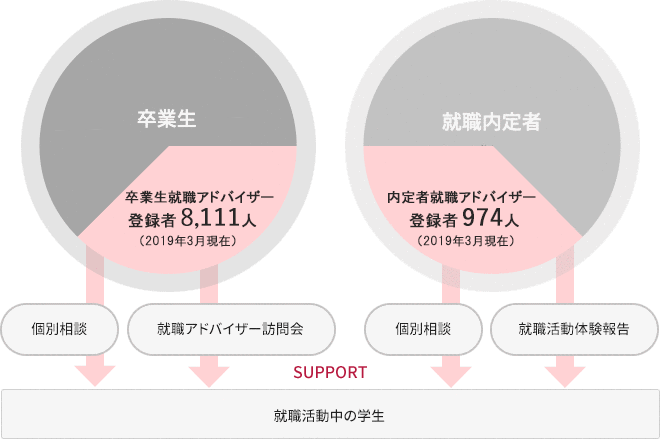 卒業生
卒業生就職アドバイザー
登録者 8,111人
（2019年3月現在）
就職内定者
内定者就職アドバイザー
登録者 974人
（2019年3月現在）
個別相談
就職アドバイザー訪問会
個別相談
就職活動体験報告
SUPPORT
就職活動中の学生